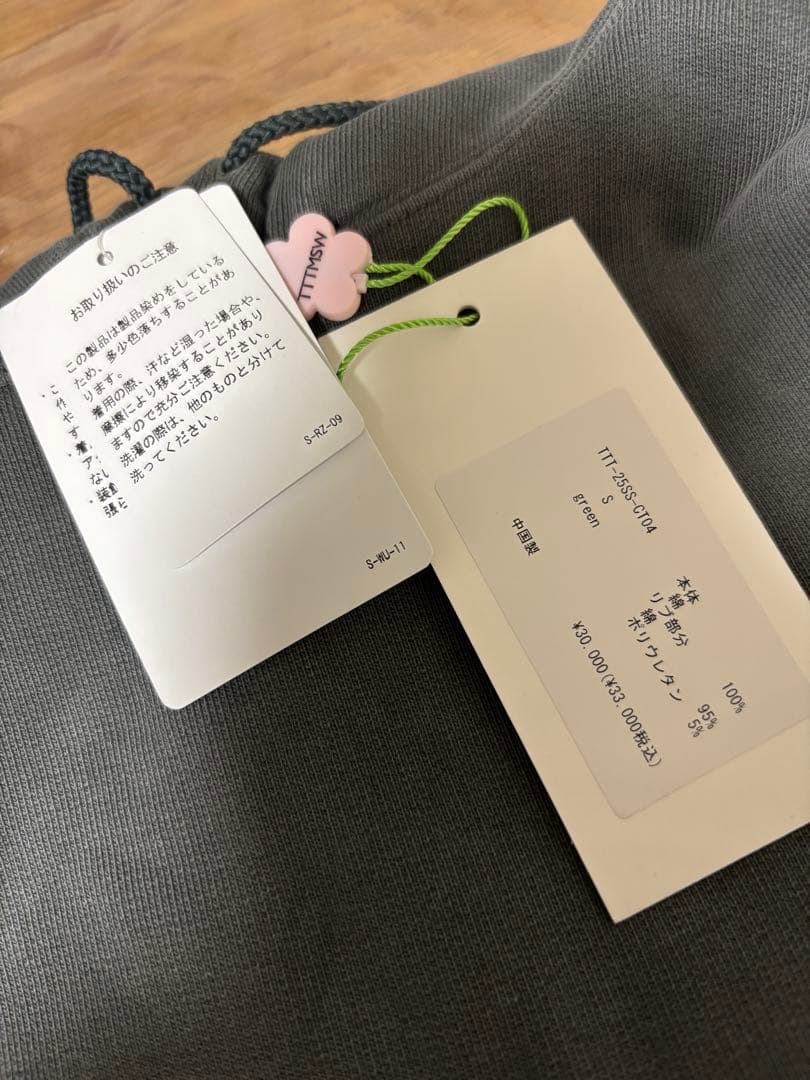 お取り扱いのご注意
この製品は製品染めをしている
ため、多少色落ちすることがあ
ります。
着用の際、汗など湿った場合や、
摩擦により移染することがあり
ますので充分ご注意ください。
洗濯の際は、他のものと分けて
洗ってください。
S-RZ-09
S-WU-11
TTTMSW
TTT-25SS-CT04
S
green
中国製
本体
綿 100%
リブ部分
綿 95%
ポリウレタン 5%
¥30.000(¥33.000税込)